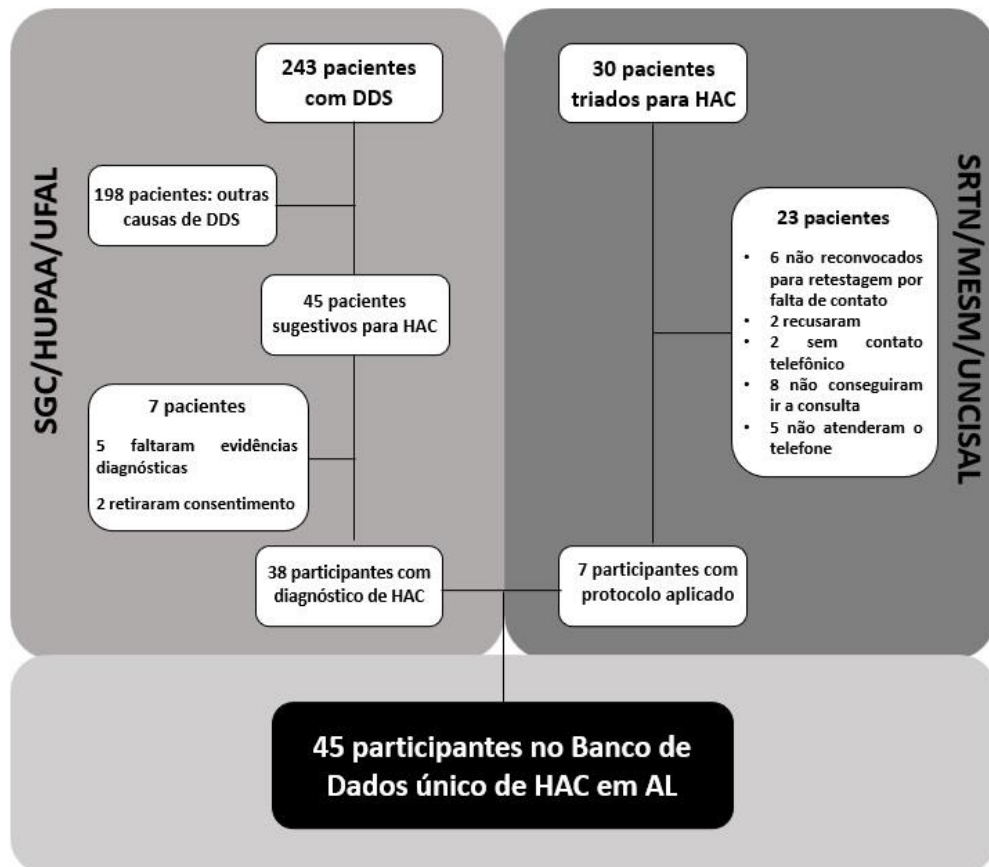 SGC/HUPAA/UFAL
243 pacientes
com DDS
198 pacientes: outras
causas de DDS
45 pacientes
sugestivos para HAC
7 pacientes
5 faltaram evidências
diagnósticas
2 retiraram consentimento
38 participantes com
diagnóstico de HAC
SRTN/MESM/UNCISAL
30 pacientes
triados para HAC
23 pacientes
• 6 não reconvocados
para retestagem por
falta de contato
• 2 recusaram
• 2 sem contato
telefônico
• 8 não conseguiram
ir a consulta
• 5 não atenderam o
telefone
7 participantes com
protocolo aplicado
45 participantes no Banco de
Dados único de HAC em AL